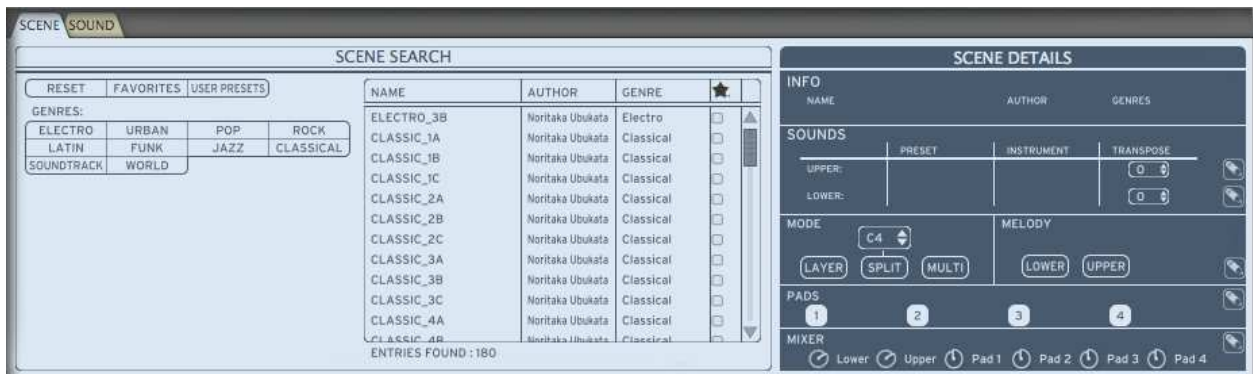 SCENE SOUND
SCENE SEARCH
RESET FAVORITES USER PRESETS
GENRES:
ELECTRO URBAN POP ROCK
LATIN FUNK JAZZ CLASSICAL
SOUNDTRACK WORLD
NAME AUTHOR GENRE
ELECTRO_3B Noritaka Ubukata Electro
CLASSIC_1A Noritaka Ubukata Classical
CLASSIC_1B Noritaka Ubukata Classical
CLASSIC_1C Noritaka Ubukata Classical
CLASSIC_2A Noritaka Ubukata Classical
CLASSIC_2B Noritaka Ubukata Classical
CLASSIC_2C Noritaka Ubukata Classical
CLASSIC_3A Noritaka Ubukata Classical
CLASSIC_3B Noritaka Ubukata Classical
CLASSIC_3C Noritaka Ubukata Classical
CLASSIC_4A Noritaka Ubukata Classical
CLASSIC_4B Noritaka Ubukata Classical
ENTRIES FOUND : 180
SCENE DETAILS
INFO
NAME AUTHOR GENRES
SOUNDS
PRESET INSTRUMENT TRANSPOSE
UPPER: 0
LOWER: 0
MODE MELODY
C4
LAYER SPLIT MULTI LOWER UPPER
PADS
1 2 3 4
MIXER
Lower Upper Pad 1 Pad 2 Pad 3 Pad 4